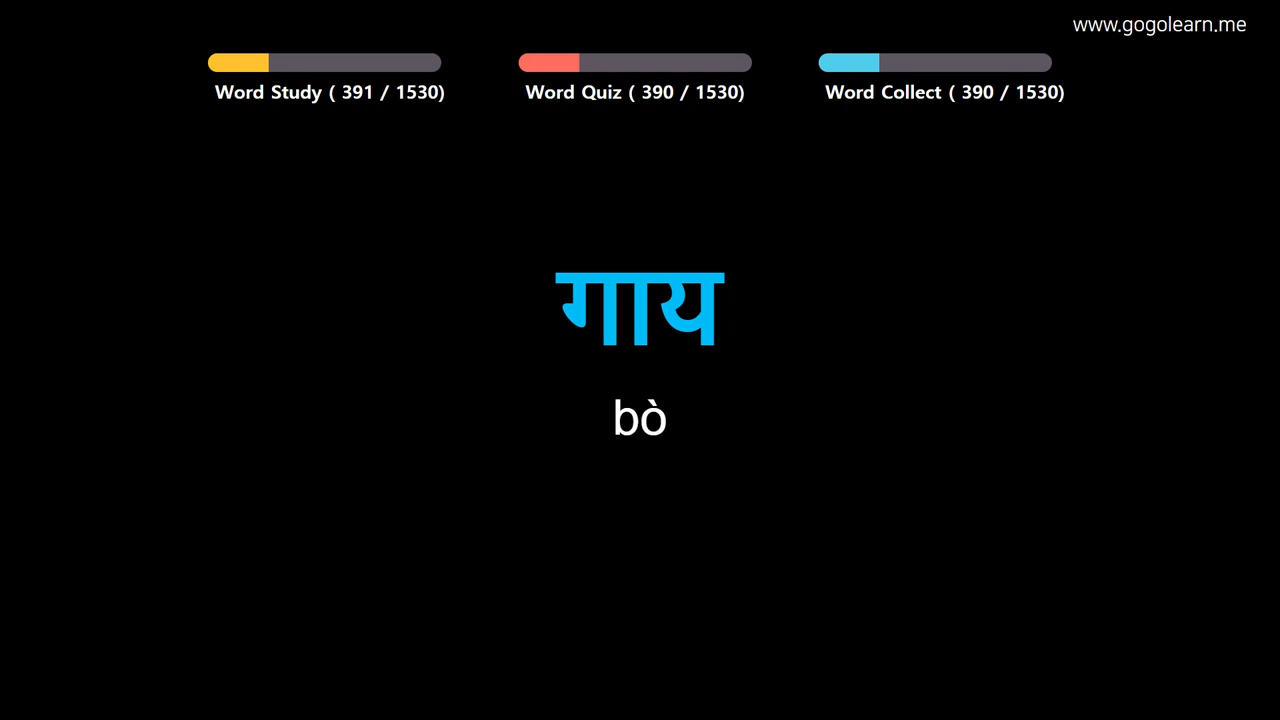 www.gogolearn.me
Word Study ( 391 / 1530)
Word Quiz ( 390 / 1530)
Word Collect ( 390 / 1530)
गाय
bò